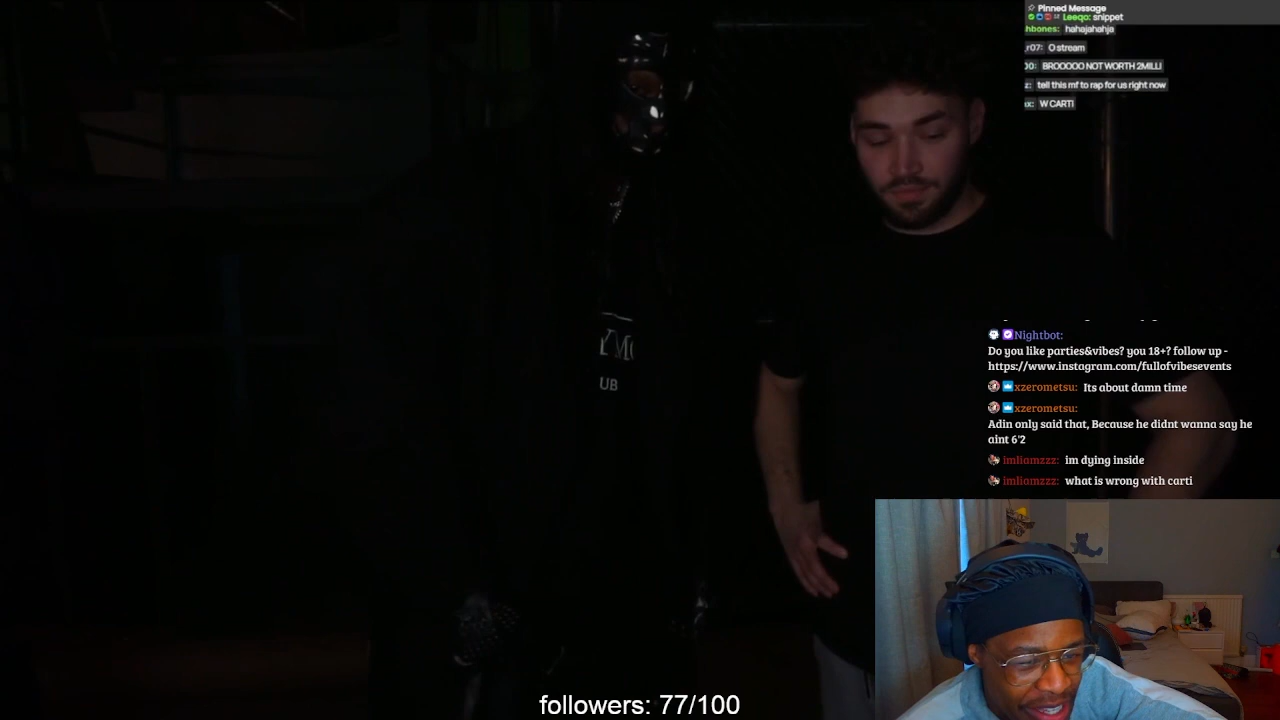 Pinned Message
Leeqo: snippet
hbones: hahajahahja
_r07: O stream
00: BROOOOO NOT WORTH 2MILLI
z: tell this mf to rap for us right now
ax: W CARTI
Nightbot:
Do you like parties&vibes? you 18+? follow up -
https://www.instagram.com/fullofvibesevents
xzerometsu: Its about damn time
xzerometsu:
Adin only said that, Because he didnt wanna say he
aint 6'2
imliamzzz: im dying inside
imliamzzz: what is wrong with carti
UB
followers: 77/100